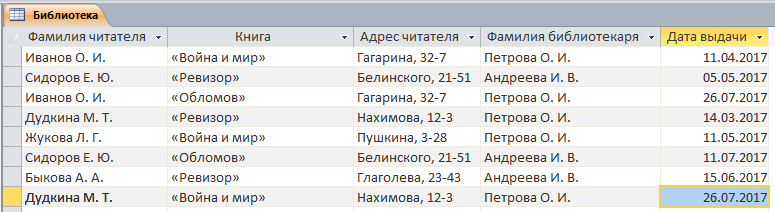 Библиотека
Фамилия читателя Книга Адрес читателя Фамилия библиотекаря Дата выдачи
Иванов О. И. «Война и мир» Гагарина, 32-7 Петрова О. И. 11.04.2017
Сидоров Е. Ю. «Ревизор» Белинского, 21-51 Андреева И. В. 05.05.2017
Иванов О. И. «Обломов» Гагарина, 32-7 Петрова О. И. 26.07.2017
Дудкина М. Т. «Ревизор» Нахимова, 12-3 Петрова О. И. 14.03.2017
Жукова Л. Г. «Война и мир» Пушкина, 3-28 Петрова О. И. 11.05.2017
Сидоров Е. Ю. «Обломов» Белинского, 21-51 Андреева И. В. 11.07.2017
Быкова А. А. «Ревизор» Глаголева, 23-43 Андреева И. В. 15.06.2017
Дудкина М. Т. «Война и мир» Нахимова, 12-3 Петрова О. И. 26.07.2017